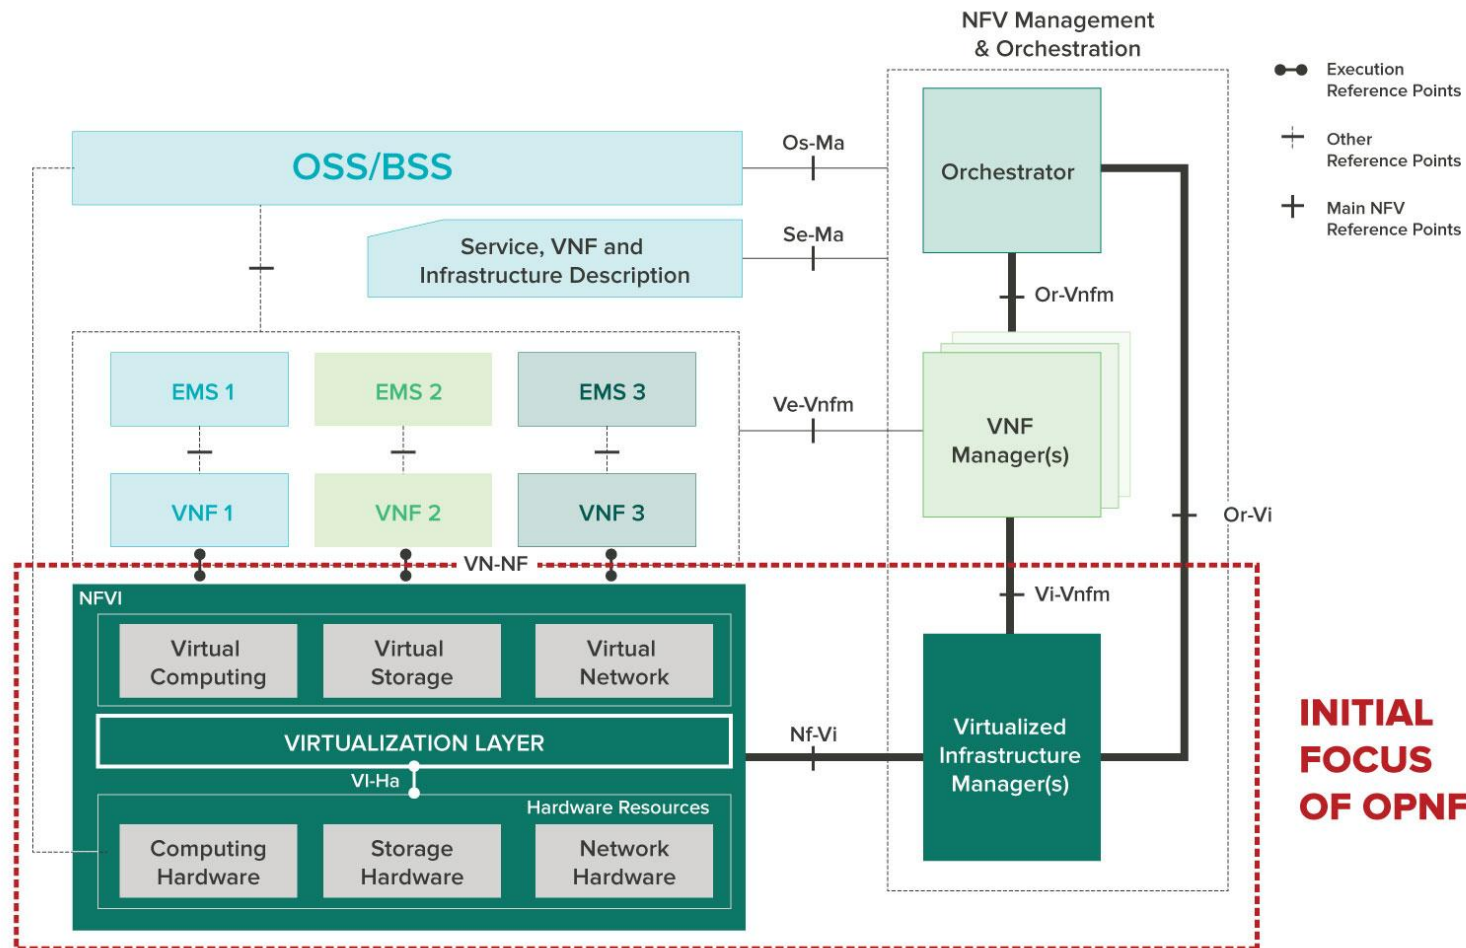 NFV Management
& Orchestration
Execution
Reference Points
Other
Reference Points
Main NFV
Reference Points
OSS/BSS
Os-Ma
Orchestrator
Service, VNF and
Infrastructure Description
Se-Ma
Or-Vnfm
EMS 1
EMS 2
EMS 3
Ve-Vnfm
VNF
Manager(s)
VNF 1
VNF 2
VNF 3
Or-Vi
VN-NF
NFVI
Vi-Vnfm
Virtual
Computing
Virtual
Storage
Virtual
Network
VIRTUALIZATION LAYER
Nf-Vi
Virtualized
Infrastructure
Manager(s)
VI-Ha
Hardware Resources
Computing
Hardware
Storage
Hardware
Network
Hardware
INITIAL
FOCUS
OF OPNF